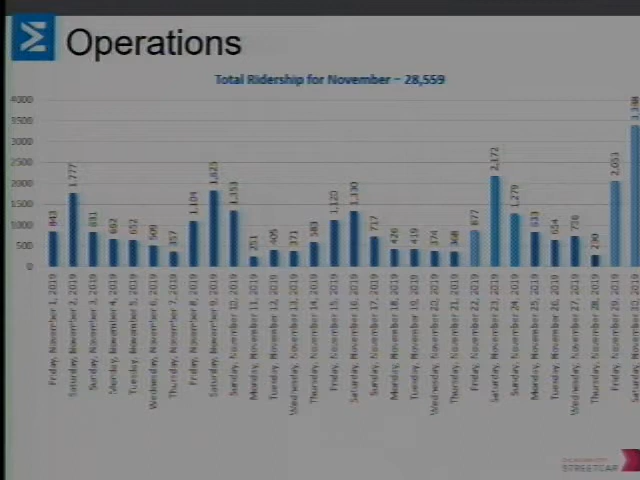 Operations
Total Ridership for November – 28,559
4000
3500
3000
2500
2000
1500
1000
500
0
843
1,777
831
652
509
357
1,104
1,825
1,353
251
405
371
583
1,120
1,330
717
426
419
374
368
877
2,172
1,279
833
654
736
290
2,053
Friday, November 1, 2019
Saturday, November 2, 2019
Sunday, November 3, 2019
Monday, November 4, 2019
Tuesday, November 5, 2019
Wednesday, November 6, 2019
Thursday, November 7, 2019
Friday, November 8, 2019
Saturday, November 9, 2019
Sunday, November 10, 2019
Monday, November 11, 2019
Tuesday, November 12, 2019
Wednesday, November 13, 2019
Thursday, November 14, 2019
Friday, November 15, 2019
Saturday, November 16, 2019
Sunday, November 17, 2019
Monday, November 18, 2019
Tuesday, November 19, 2019
Wednesday, November 20, 2019
Thursday, November 21, 2019
Friday, November 22, 2019
Saturday, November 23, 2019
Sunday, November 24, 2019
Monday, November 25, 2019
Tuesday, November 26, 2019
Wednesday, November 27, 2019
Thursday, November 28, 2019
Friday, November 29, 2019
Saturday, November 30, 2019
STREETCAR